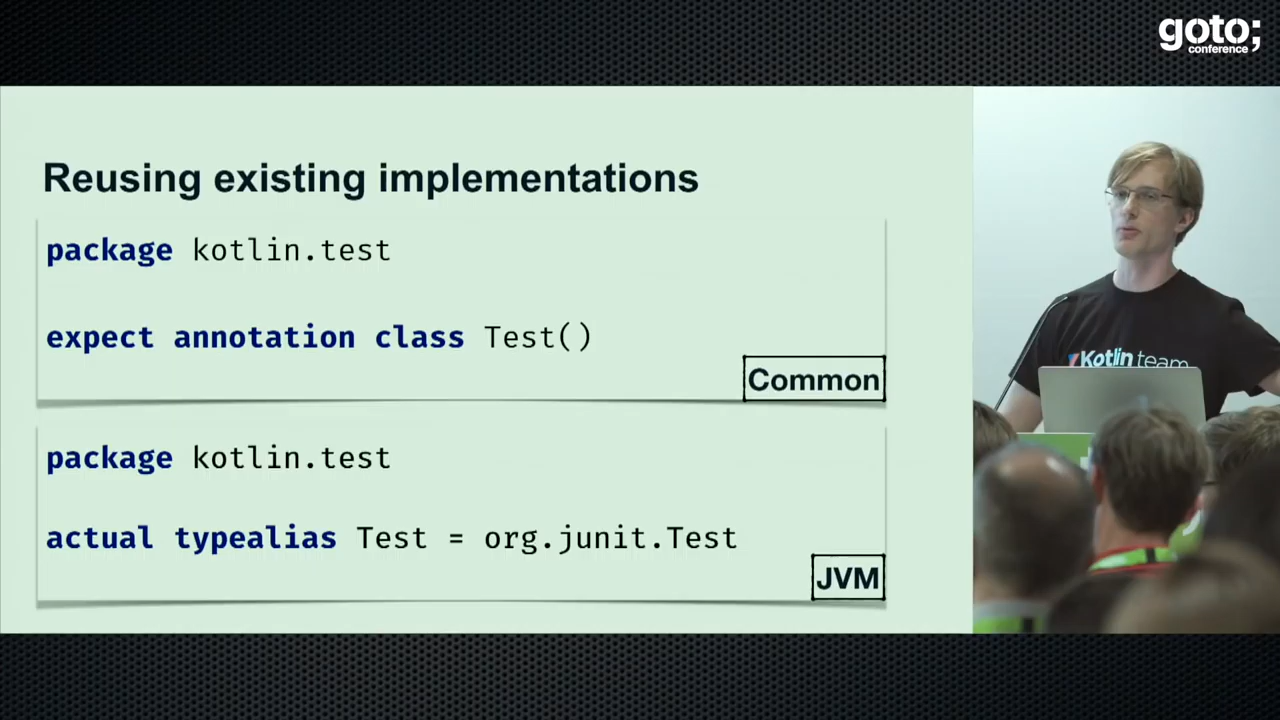 goto;
conference
Reusing existing implementations
package kotlin.test
expect annotation class Test()
Common
package kotlin.test
actual typealias Test = org.junit.Test
JVM
Kotlin team